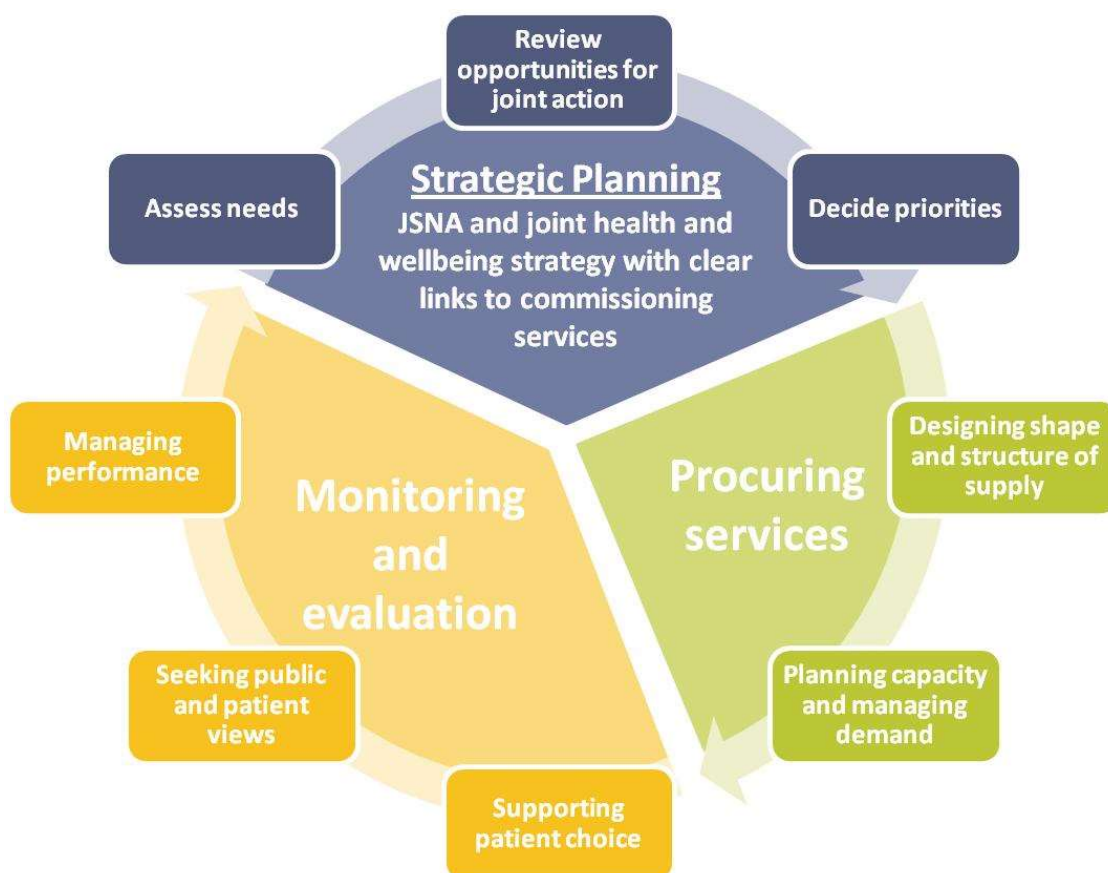 Review
opportunities for
joint action
Assess needs
Strategic Planning
JSNA and joint health and
wellbeing strategy with clear
links to commissioning
services
Decide priorities
Managing
performance
Monitoring
and
evaluation
Procuring
services
Designing shape
and structure of
supply
Seeking public
and patient
views
Planning capacity
and managing
demand
Supporting
patient choice